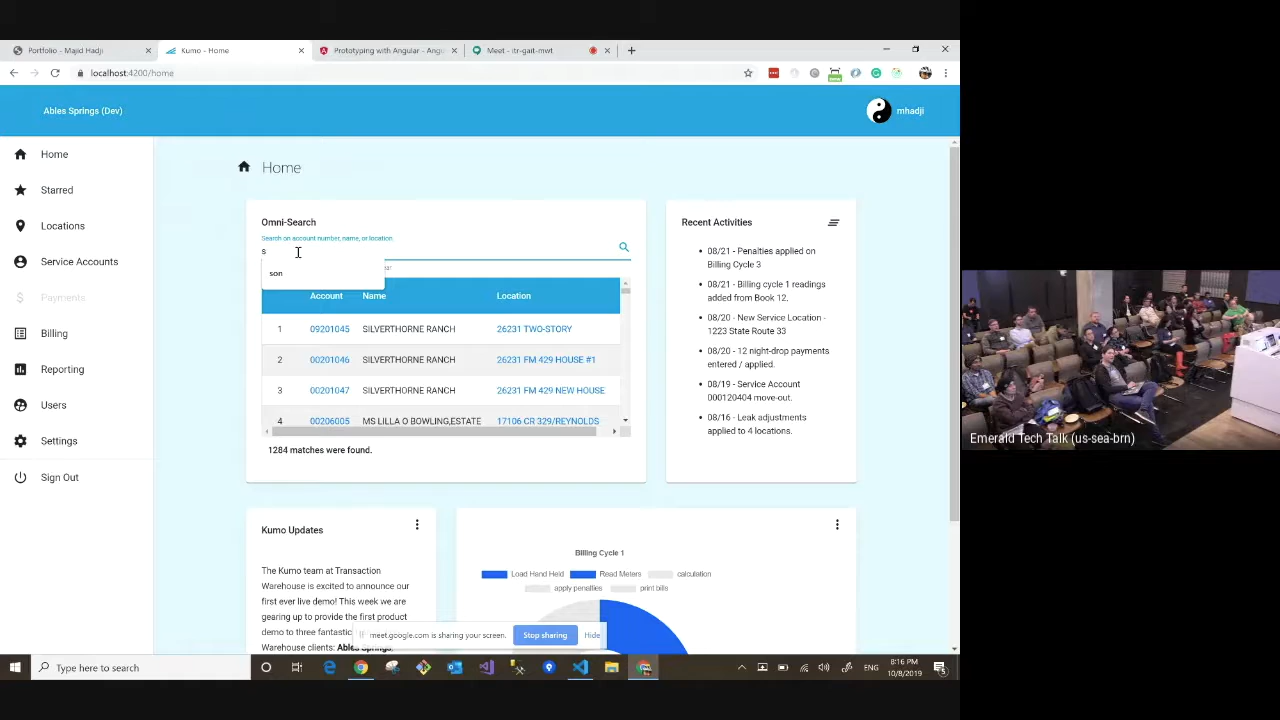 Portfolio - Majid Hadji
Kumo - Home
Prototyping with Angular - Angu
Meet - itr-gait-mwt
localhost:4200/home
Ables Springs (Dev)
mhadji
Home
Starred
Locations
Service Accounts
Payments
Billing
Reporting
Users
Settings
Sign Out
Home
Omni-Search
Search on account number, name, or location.
s
son
Account Name Location
1 09201045 SILVERTHORNE RANCH 26231 TWO-STORY
2 00201046 SILVERTHORNE RANCH 26231 FM 429 HOUSE #1
3 00201047 SILVERTHORNE RANCH 26231 FM 429 NEW HOUSE
4 00206005 MS LILLA O BOWLING,ESTATE 17106 CR 329/REYNOLDS
1284 matches were found.
Recent Activities
08/21 - Penalties applied on
Billing Cycle 3
08/21 - Billing cycle 1 readings
added from Book 12.
08/20 - New Service Location -
1223 State Route 33
08/20 - 12 night-drop payments
entered / applied.
08/19 - Service Account
000120404 move-out.
08/16 - Leak adjustments
applied to 4 locations.
Kumo Updates
The Kumo team at Transaction
Warehouse is excited to announce our
first ever live demo! This week we are
gearing up to provide the first product
demo to three fantastic
Warehouse clients: Ables Springs,
Billing Cycle 1
Load Hand Held Read Meters calculation
apply penalties print bills
meet.google.com is sharing your screen. Stop sharing Hide
Type here to search
ENG
8:16 PM
10/8/2019
5
Emerald Tech Talk (us-sea-brn)